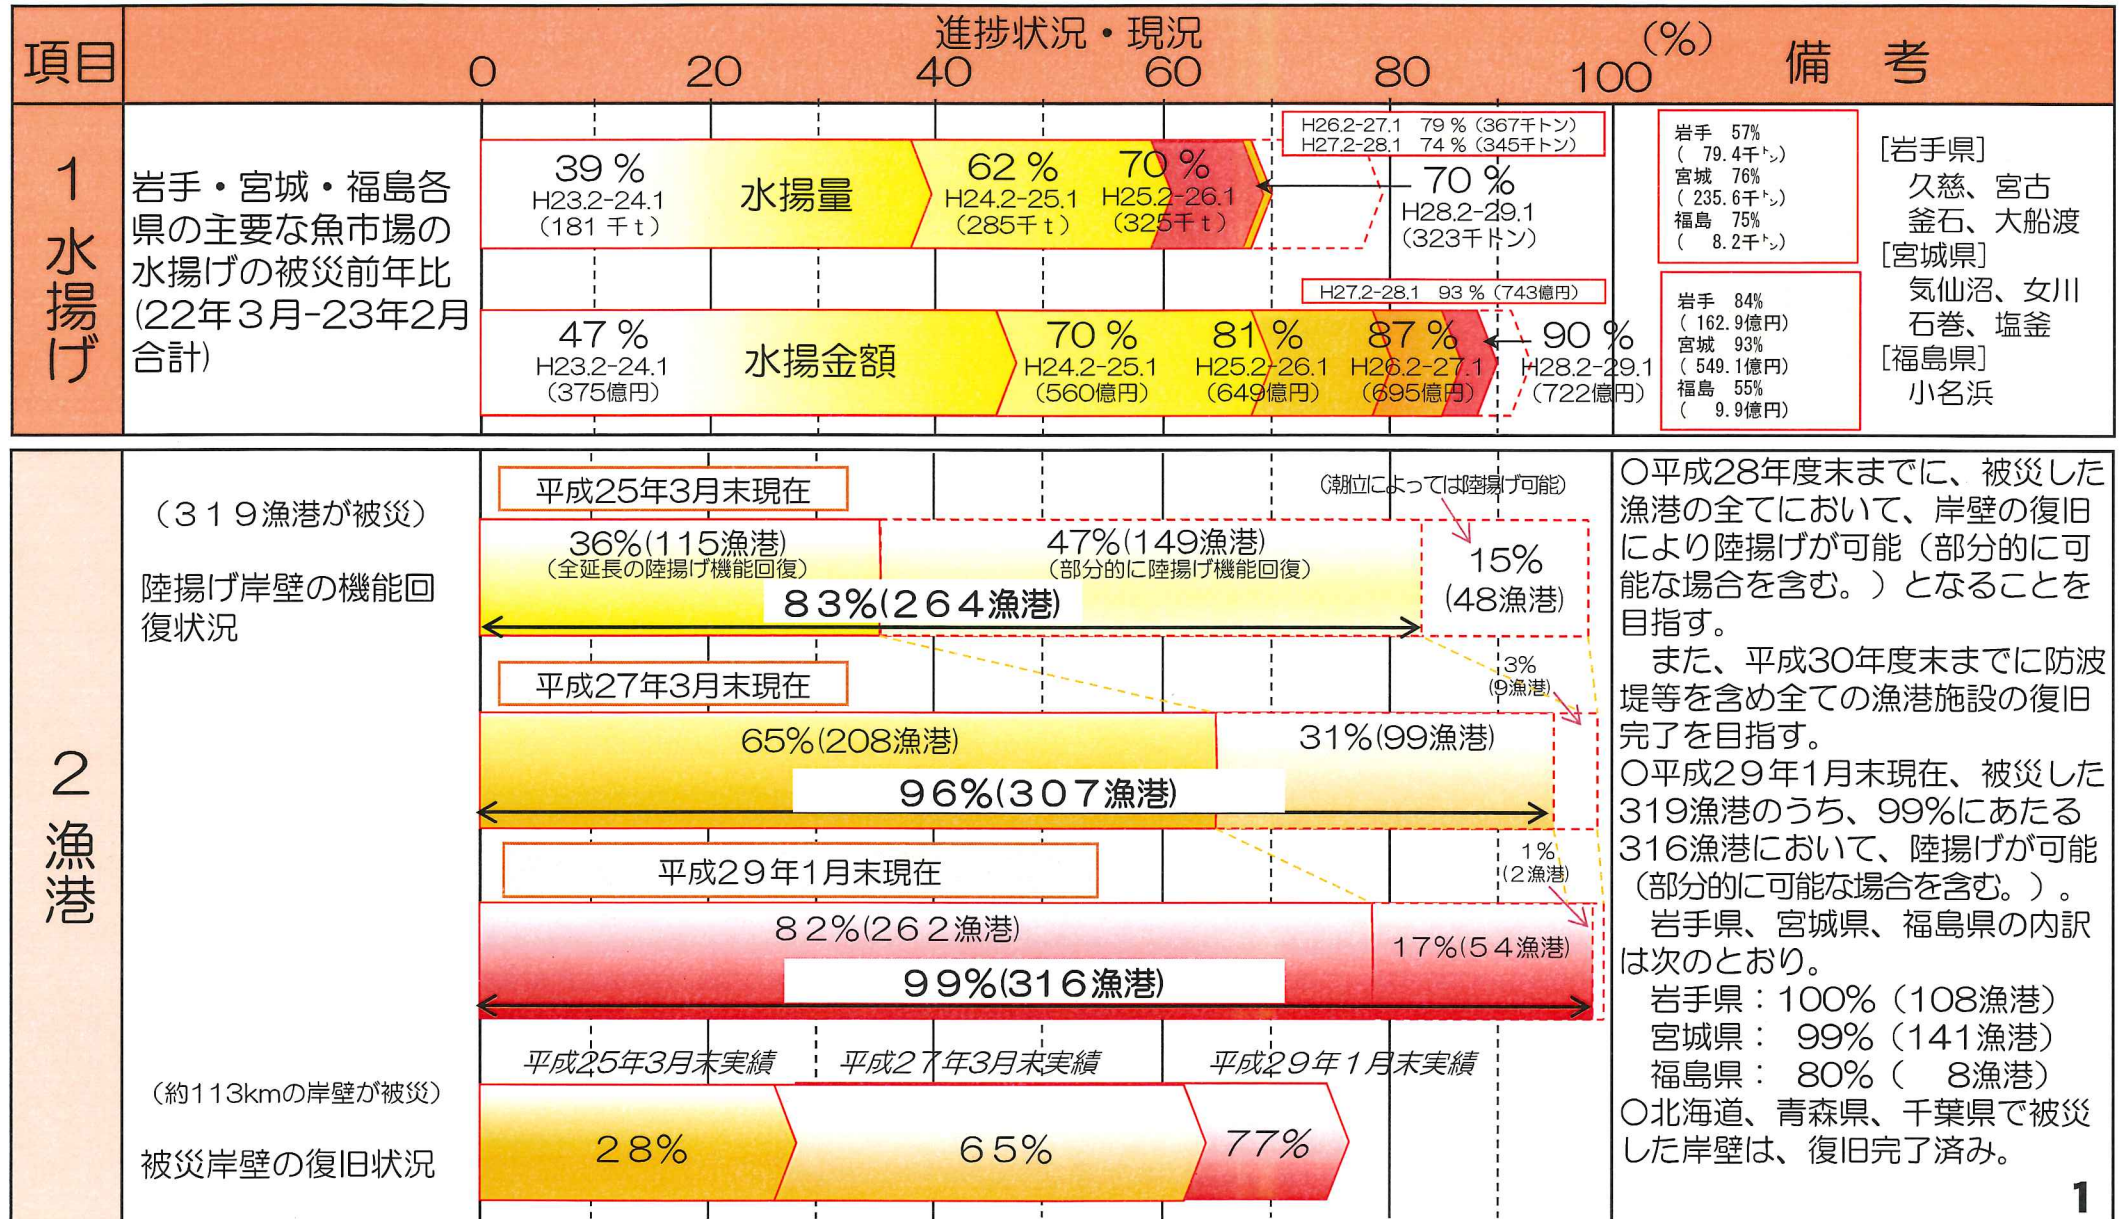 項目
進捗状況・現況
(%)
0
20
40
60
80
100
備 考
1 水揚げ
岩手・宮城・福島各
県の主要な魚市場の
水揚げの被災前年比
(22年3月-23年2月
合計)
H26.2-27.1 79 % (367千トン)
H27.2-28.1 74 % (345千トン)
39 %
H23.2-24.1
(181 千t)
水揚量
62 %
H24.2-25.1
(285千t)
70 %
H25.2-26.1
(325千t)
70 %
H28.2-29.1
(323千トン)
H27.2-28.1 93 % (743億円)
47 %
H23.2-24.1
(375億円)
水揚金額
70 %
H24.2-25.1
(560億円)
81 %
H25.2-26.1
(649億円)
87 %
H26.2-27.1
(695億円)
90 %
H28.2-29.1
(722億円)
岩手 57%
( 79.4千㌧)
宮城 76%
( 235.6千㌧)
福島 75%
( 8.2千㌧)
岩手 84%
( 162.9億円)
宮城 93%
( 549.1億円)
福島 55%
( 9.9億円)
[岩手県]
久慈、宮古
釜石、大船渡
[宮城県]
気仙沼、女川
石巻、塩釜
[福島県]
小名浜
2 漁港
(319漁港が被災)
陸揚げ岸壁の機能回
復状況
平成25年3月末現在
(潮位によっては陸揚げ可能)
36%(115漁港)
(全延長の陸揚げ機能回復)
47%(149漁港)
(部分的に陸揚げ機能回復)
15%
(48漁港)
83%(264漁港)
平成27年3月末現在
3%
(9漁港)
65%(208漁港)
31%(99漁港)
96%(307漁港)
平成29年1月末現在
1%
(2漁港)
82%(262漁港)
17%(54漁港)
99%(316漁港)
平成25年3月末実績
平成27年3月末実績
平成29年1月末実績
(約113kmの岸壁が被災)
被災岸壁の復旧状況
28%
65%
77%
○平成28年度末までに、被災した
漁港の全てにおいて、岸壁の復旧
により陸揚げが可能(部分的に可
能な場合を含む。)となることを
目指す。
また、平成30年度末までに防波
堤等を含め全ての漁港施設の復旧
完了を目指す。
○平成29年1月末現在、被災した
319漁港のうち、99%にあたる
316漁港において、陸揚げが可能
(部分的に可能な場合を含む。)。
岩手県、宮城県、福島県の内訳
は次のとおり。
岩手県:100%(108漁港)
宮城県: 99%(141漁港)
福島県: 80%( 8漁港)
○北海道、青森県、千葉県で被災
した岸壁は、復旧完了済み。
1